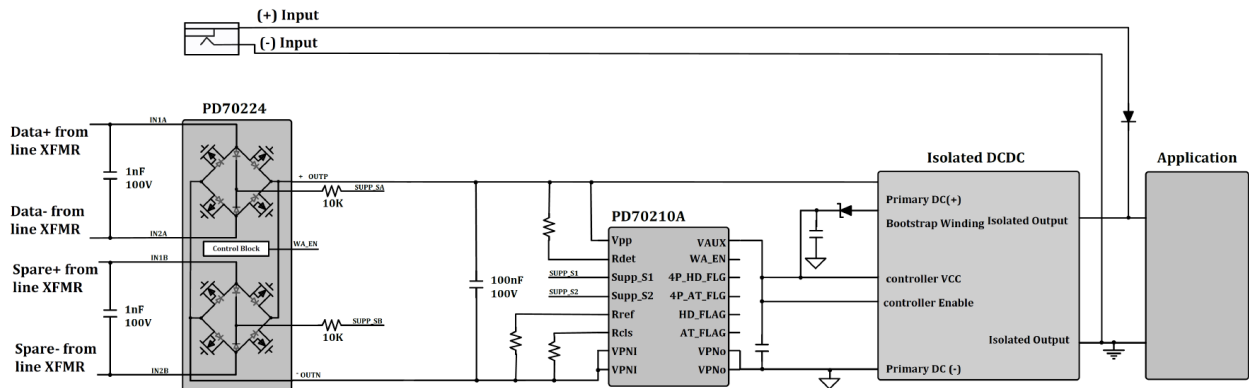 (+) Input
(-) Input
PD70224
Data+ from
line XFMR
IN1A
1nF
100V
+ OUTP
SUPP_SA
10K
Data- from
line XFMR
IN2A
Control Block
WA_EN
Spare+ from
line XFMR
IN1B
1nF
100V
SUPP_SB
10K
Spare- from
line XFMR
IN2B
- OUTN
100nF
100V
PD70210A
Vpp
Rdet
Supp_S1
Supp_S2
Rref
Rcls
VPNI
VPNI
SUPP_S1
SUPP_S2
VAUX
WA_EN
4P_HD_FLG
4P_AT_FLG
HD_FLAG
AT_FLAG
VPNo
VPNo
Isolated DCDC
Primary DC(+)
Bootstrap Winding
Isolated Output
controller VCC
controller Enable
Isolated Output
Primary DC (-)
Application